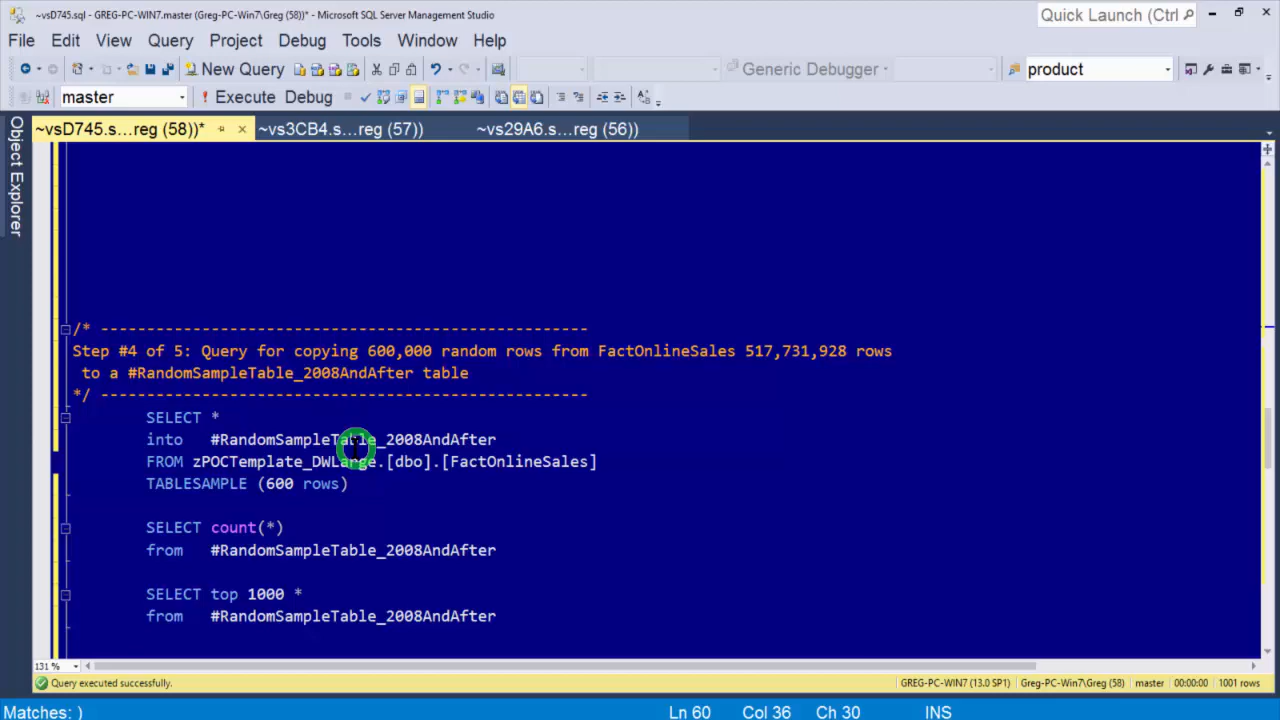 ~vsD745.sql - GREG-PC-WIN7.master (Greg-PC-Win7\Greg (58))* - Microsoft SQL Server Management Studio
Quick Launch (Ctrl
File Edit View Query Project Debug Tools Window Help
New Query
Generic Debugger
product
master
Execute Debug
~vsD745.s...reg (58))*
~vs3CB4.s...reg (57))
~vs29A6.s...reg (56))
Object Explorer
/* -----------------------------------------------------
Step #4 of 5: Query for copying 600,000 random rows from FactOnlineSales 517,731,928 rows
to a #RandomSampleTable_2008AndAfter table
*/ -----------------------------------------------------
SELECT *
into #RandomSampleTable_2008AndAfter
FROM zPOCTemplate_DWLarge.[dbo].[FactOnlineSales]
TABLESAMPLE (600 rows)
SELECT count(*)
from #RandomSampleTable_2008AndAfter
SELECT top 1000 *
from #RandomSampleTable_2008AndAfter
131 %
Query executed successfully.
GREG-PC-WIN7 (13.0 SP1) Greg-PC-Win7\Greg (58) master 00:00:00 1001 rows
Matches: ) Ln 60 Col 36 Ch 30 INS